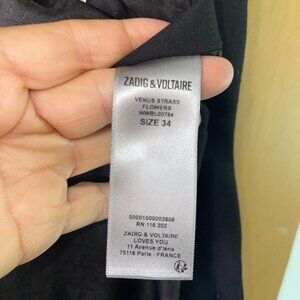 ZADIG & VOLTAIRE
VENUS STRASS
FLOWERS
WWBL00784
SIZE 34
00001000003608
RN 116 202
ZADIG & VOLTAIRE
LOVES YOU
11 Avenue d'Iéna
75116 Paris - FRANCE